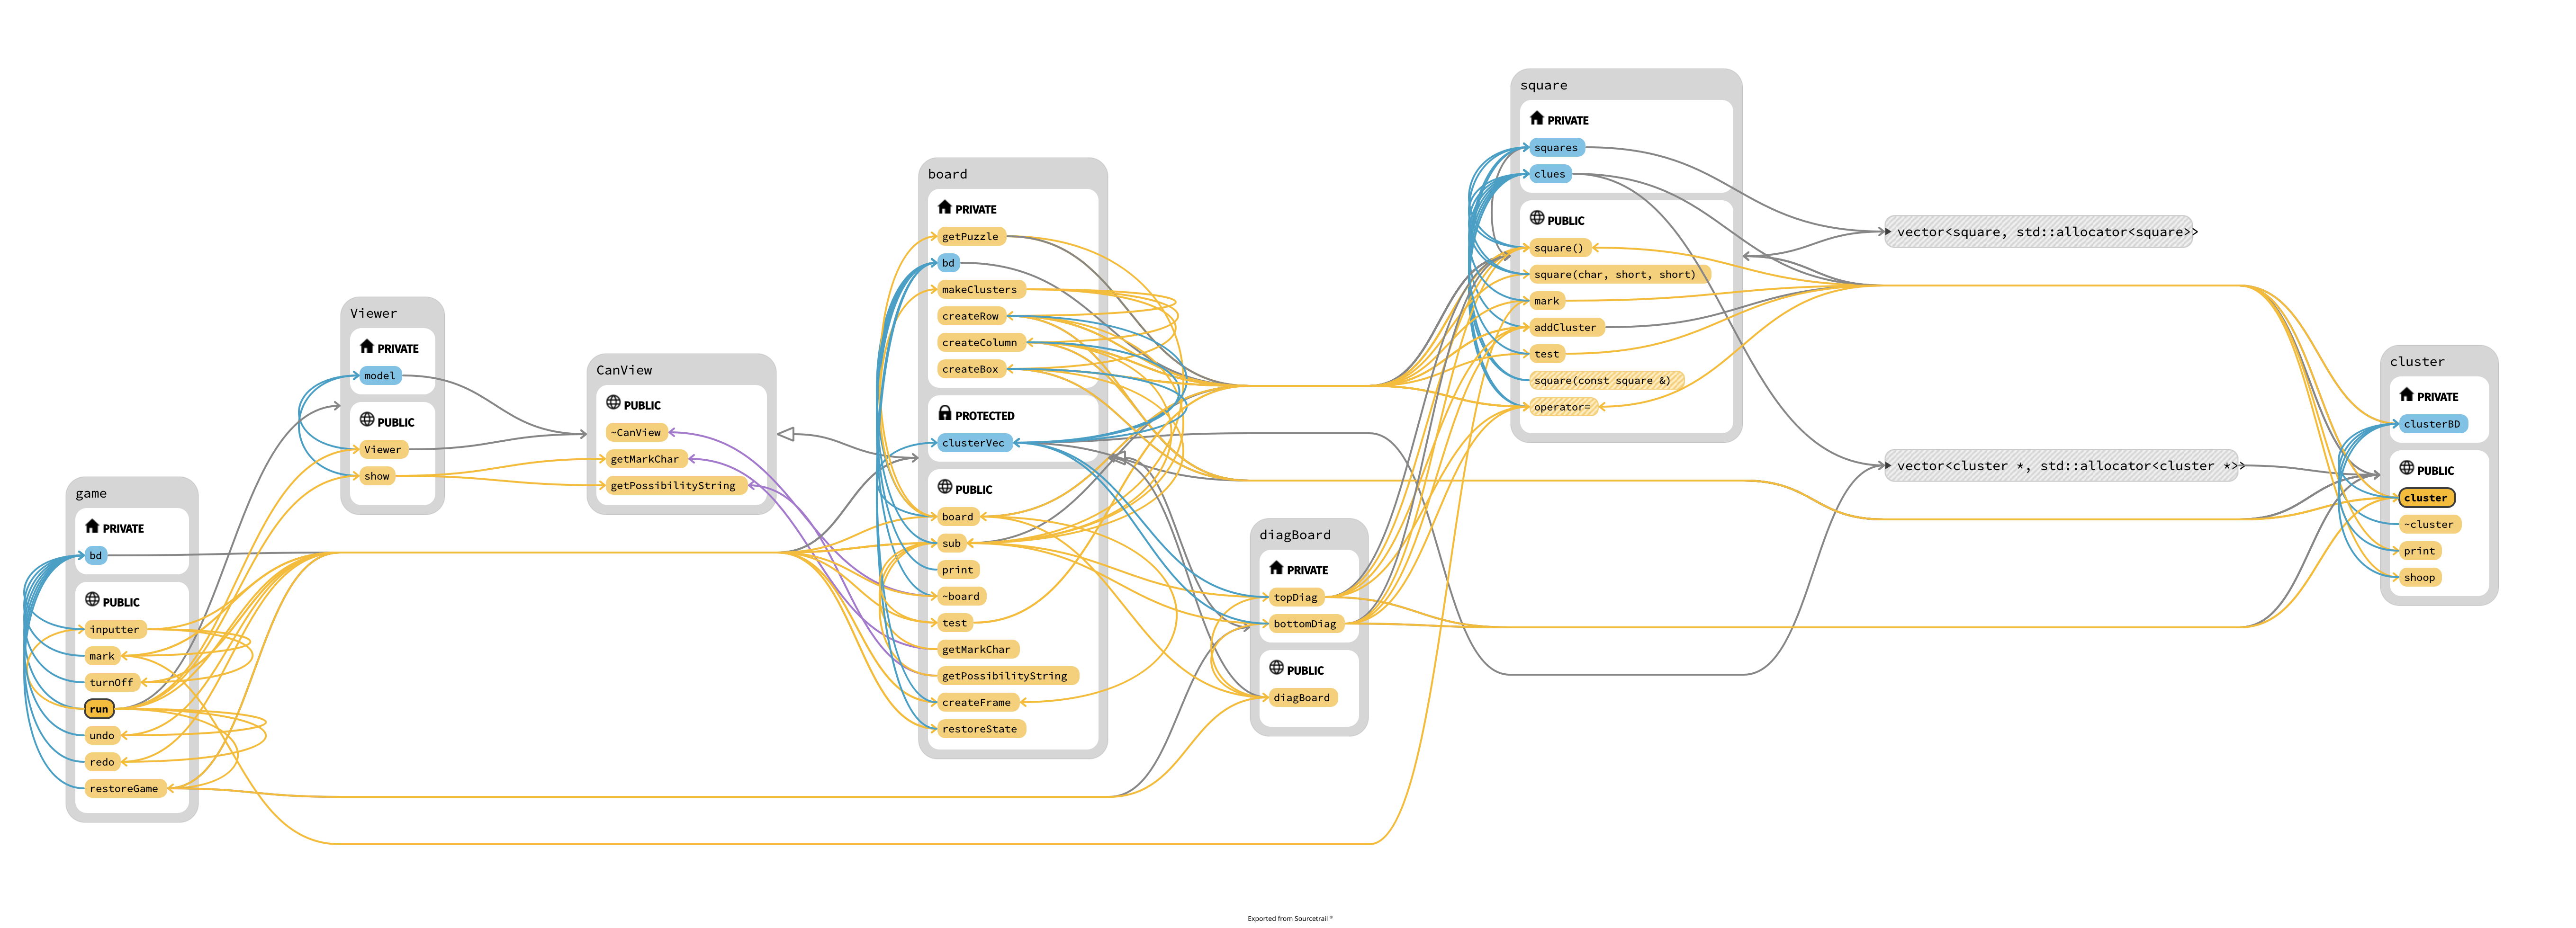 game
PRIVATE
bd
PUBLIC
inputter
mark
turnOff
run
undo
redo
restoreGame
Viewer
PRIVATE
model
PUBLIC
Viewer
show
CanView
PUBLIC
~CanView
getMarkChar
getPossibilityString
board
PRIVATE
getPuzzle
bd
makeClusters
createRow
createColumn
createBox
PROTECTED
clusterVec
PUBLIC
board
sub
print
~board
test
getMarkChar
getPossibilityString
createFrame
restoreState
diagBoard
PRIVATE
topDiag
bottomDiag
PUBLIC
diagBoard
square
PRIVATE
squares
clues
PUBLIC
square()
square(char, short, short)
mark
addCluster
test
square(const square &)
operator=
vector<square, std::allocator<square>>
vector<cluster *, std::allocator<cluster *>>
cluster
PRIVATE
clusterBD
PUBLIC
cluster
~cluster
print
shoop
Exported from Sourcetrail ®